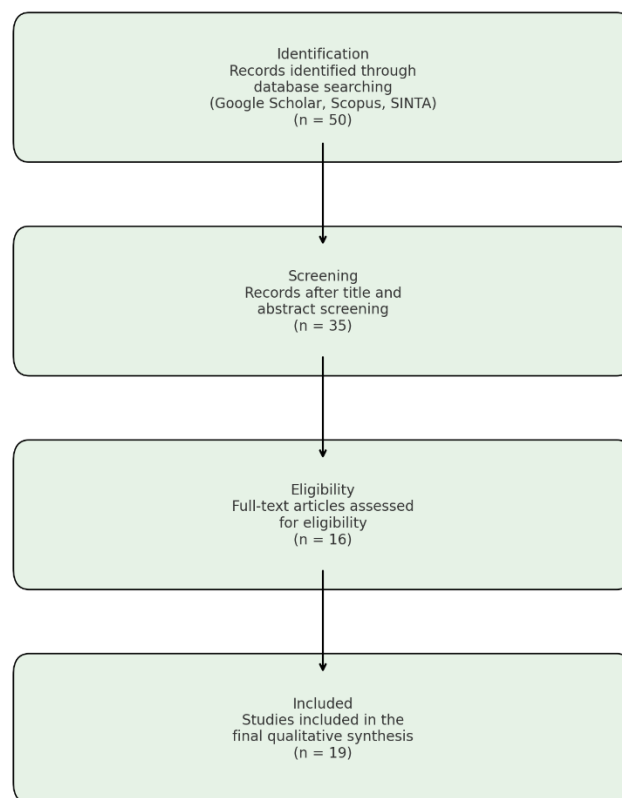 Identification
Records identified through
database searching
(Google Scholar, Scopus, SINTA)
(n = 50)
Screening
Records after title and
abstract screening
(n = 35)
Eligibility
Full-text articles assessed
for eligibility
(n = 16)
Included
Studies included in the
final qualitative synthesis
(n = 19)